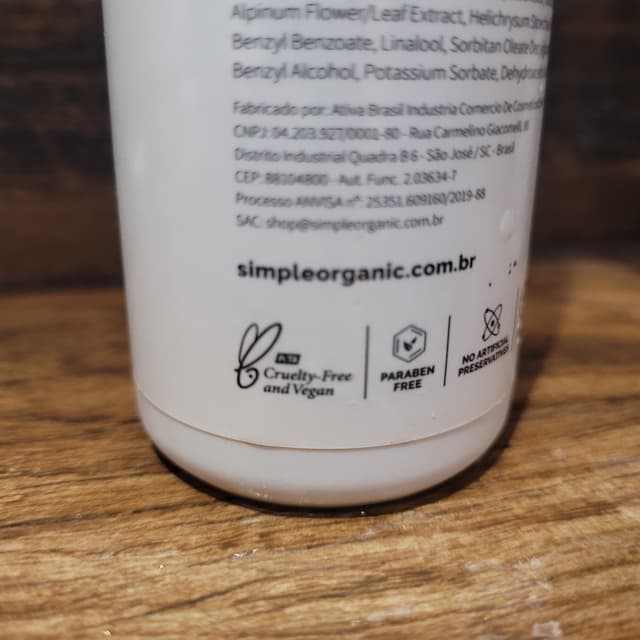 Alpinum Flower/Leaf Extract, Helichrysum
Benzyl Benzoate, Linalool, Sorbitan Oleate
Benzyl Alcohol, Potassium Sorbate,
Fabricado por: Ativa Brasil Industria Comercio De
CNPJ: 04.203.927/0001-80 - Rua Carmelino
Distrito Industrial Quadra B 6 - São José / SC - Brasil
CEP: 88104800 - Aut. Func. 2.03634-7
Processo ANVISA nº: 25351.609160/2019-88
SAC: shop@simpleorganic.com.br
simpleorganic.com.br
Cruelty-Free
and Vegan
PARABEN
FREE
NO ARTIFICIAL
PRESERVATIVES